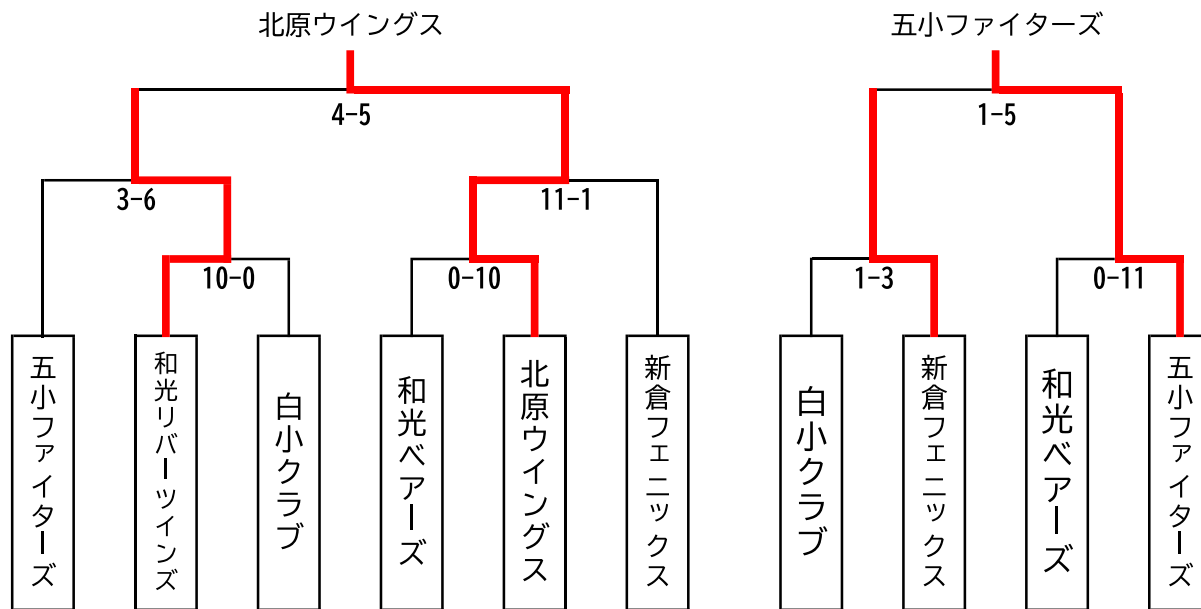 北原ウイングス
五小ファイターズ
4-5
1-5
3-6
11-1
10-0
0-10
1-3
0-11
五小ファイターズ
和光リバーツインズ
白小クラブ
和光ベアーズ
北原ウイングス
新倉フェニックス
白小クラブ
新倉フェニックス
和光ベアーズ
五小ファイターズ